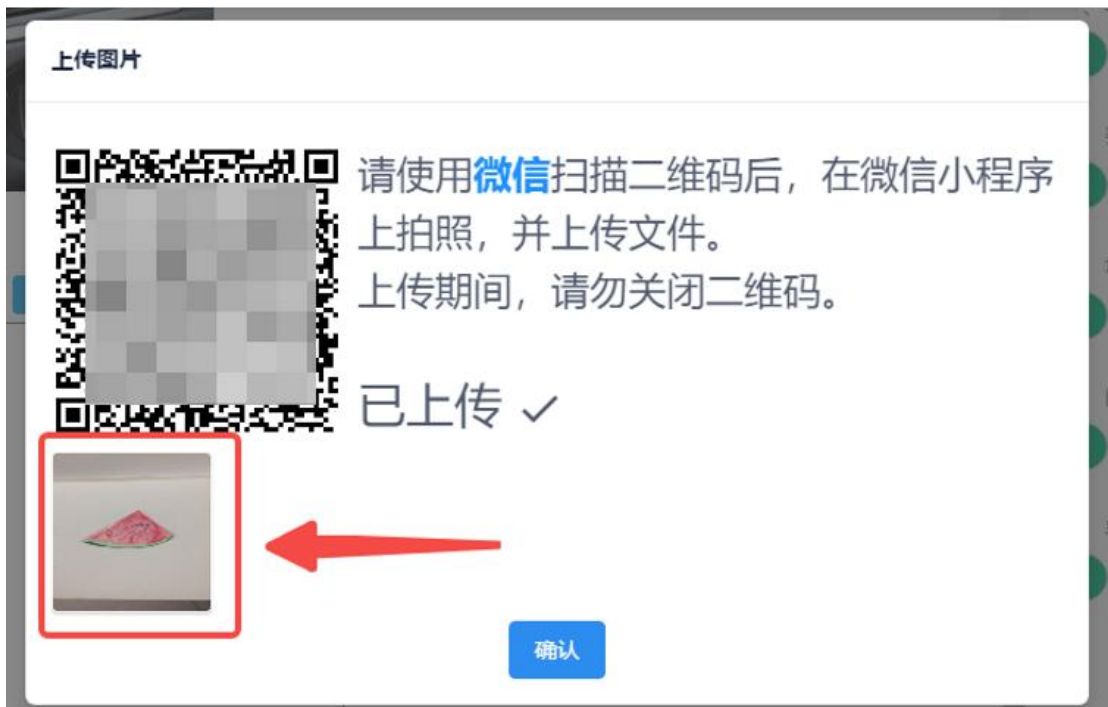 上传图片
请使用微信扫描二维码后，在微信小程序
上拍照，并上传文件。
上传期间，请勿关闭二维码。
已上传 ✓
确认